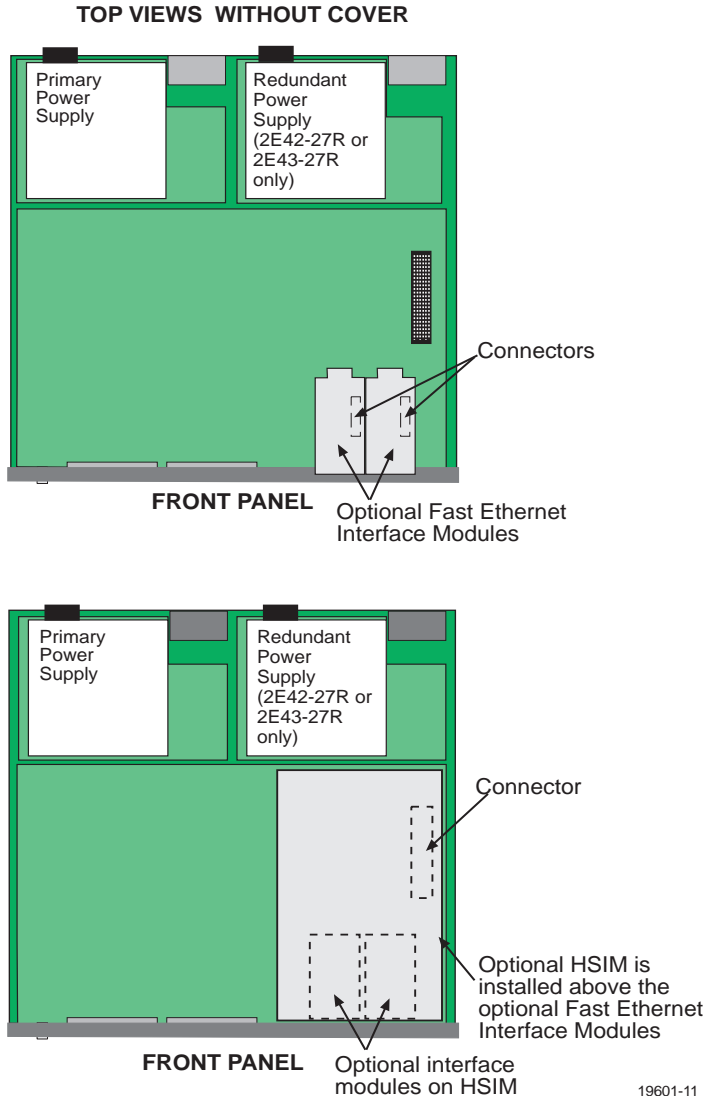 TOP VIEWS WITHOUT COVER
Primary
Power
Supply
Redundant
Power
Supply
(2E42-27R or
2E43-27R
only)
Connectors
FRONT PANEL
Optional Fast Ethernet
Interface Modules
Primary
Power
Supply
Redundant
Power
Supply
(2E42-27R or
2E43-27R
only)
Connector
Optional HSIM is
installed above the
optional Fast Ethernet
Interface Modules
FRONT PANEL
Optional interface
modules on HSIM
19601-11